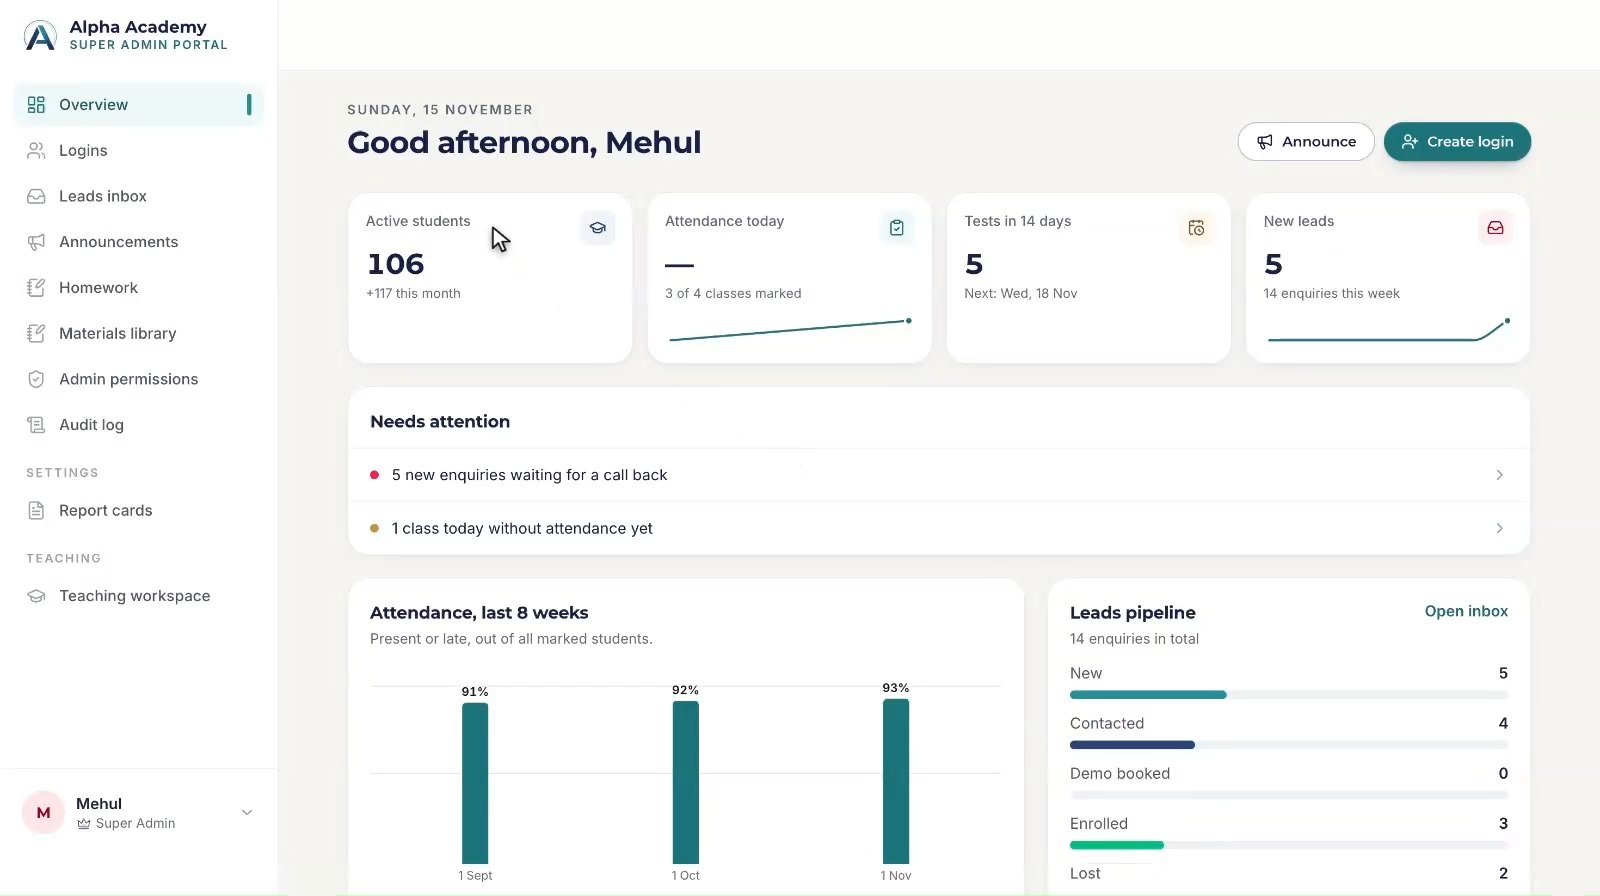 Alpha Academy
SUPER ADMIN PORTAL
Overview
Logins
Leads inbox
Announcements
Homework
Materials library
Admin permissions
Audit log
SETTINGS
Report cards
TEACHING
Teaching workspace
M
Mehul
Super Admin
SUNDAY, 15 NOVEMBER
Good afternoon, Mehul
Announce
Create login
Active students
106
+117 this month
Attendance today
—
3 of 4 classes marked
Tests in 14 days
5
Next: Wed, 18 Nov
New leads
5
14 enquiries this week
Needs attention
5 new enquiries waiting for a call back
1 class today without attendance yet
Attendance, last 8 weeks
Present or late, out of all marked students.
91% 92% 93%
1 Sept 1 Oct 1 Nov
Leads pipeline Open inbox
14 enquiries in total
New 5
Contacted 4
Demo booked 0
Enrolled 3
Lost 2